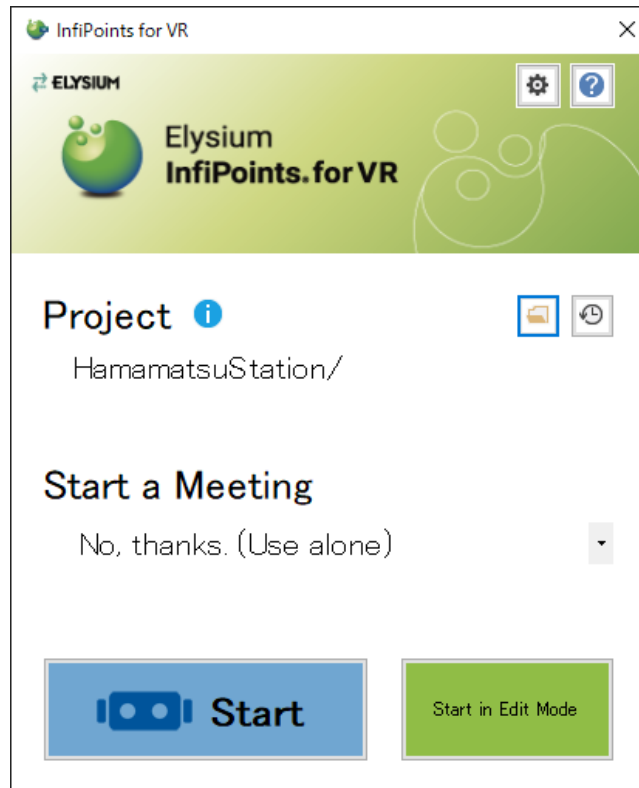 InfiPoints for VR
ELYSIUM
Elysium
InfiPoints.for VR
Project
HamamatsuStation/
Start a Meeting
No, thanks. (Use alone)
Start
Start in Edit Mode